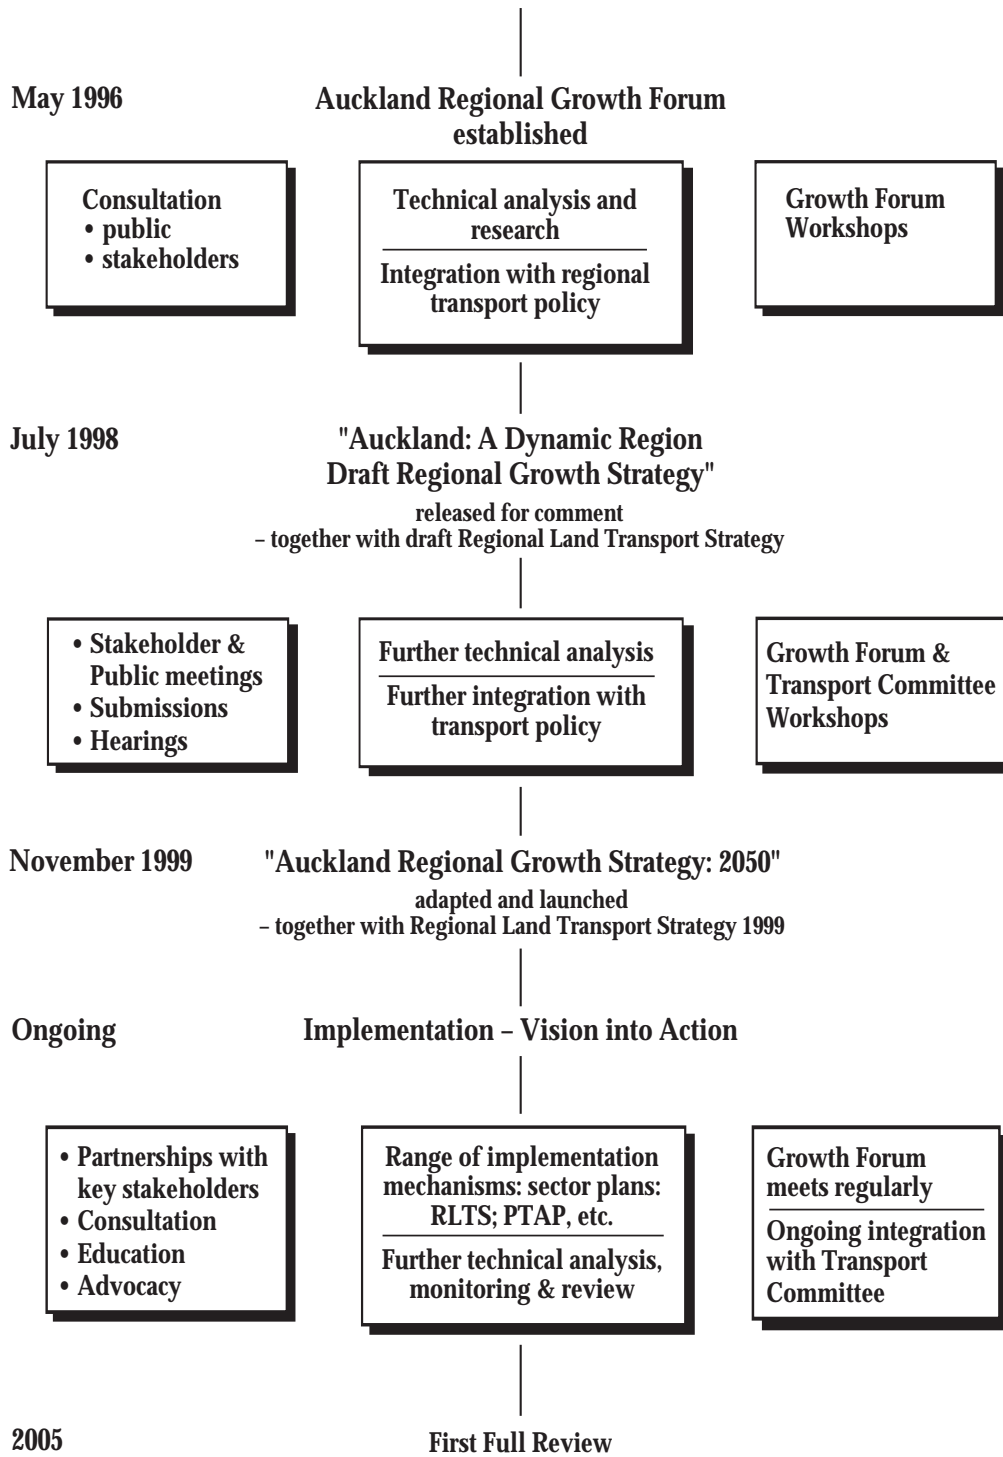 May 1996
Auckland Regional Growth Forum
established
Consultation
• public
• stakeholders
Technical analysis and
research
Integration with regional
transport policy
Growth Forum
Workshops
July 1998
"Auckland: A Dynamic Region
Draft Regional Growth Strategy"
released for comment
– together with draft Regional Land Transport Strategy
• Stakeholder &
Public meetings
• Submissions
• Hearings
Further technical analysis
Further integration with
transport policy
Growth Forum &
Transport Committee
Workshops
November 1999
"Auckland Regional Growth Strategy: 2050"
adapted and launched
– together with Regional Land Transport Strategy 1999
Ongoing
Implementation – Vision into Action
• Partnerships with
key stakeholders
• Consultation
• Education
• Advocacy
Range of implementation
mechanisms: sector plans:
RLTS; PTAP, etc.
Further technical analysis,
monitoring & review
Growth Forum
meets regularly
Ongoing integration
with Transport
Committee
2005
First Full Review